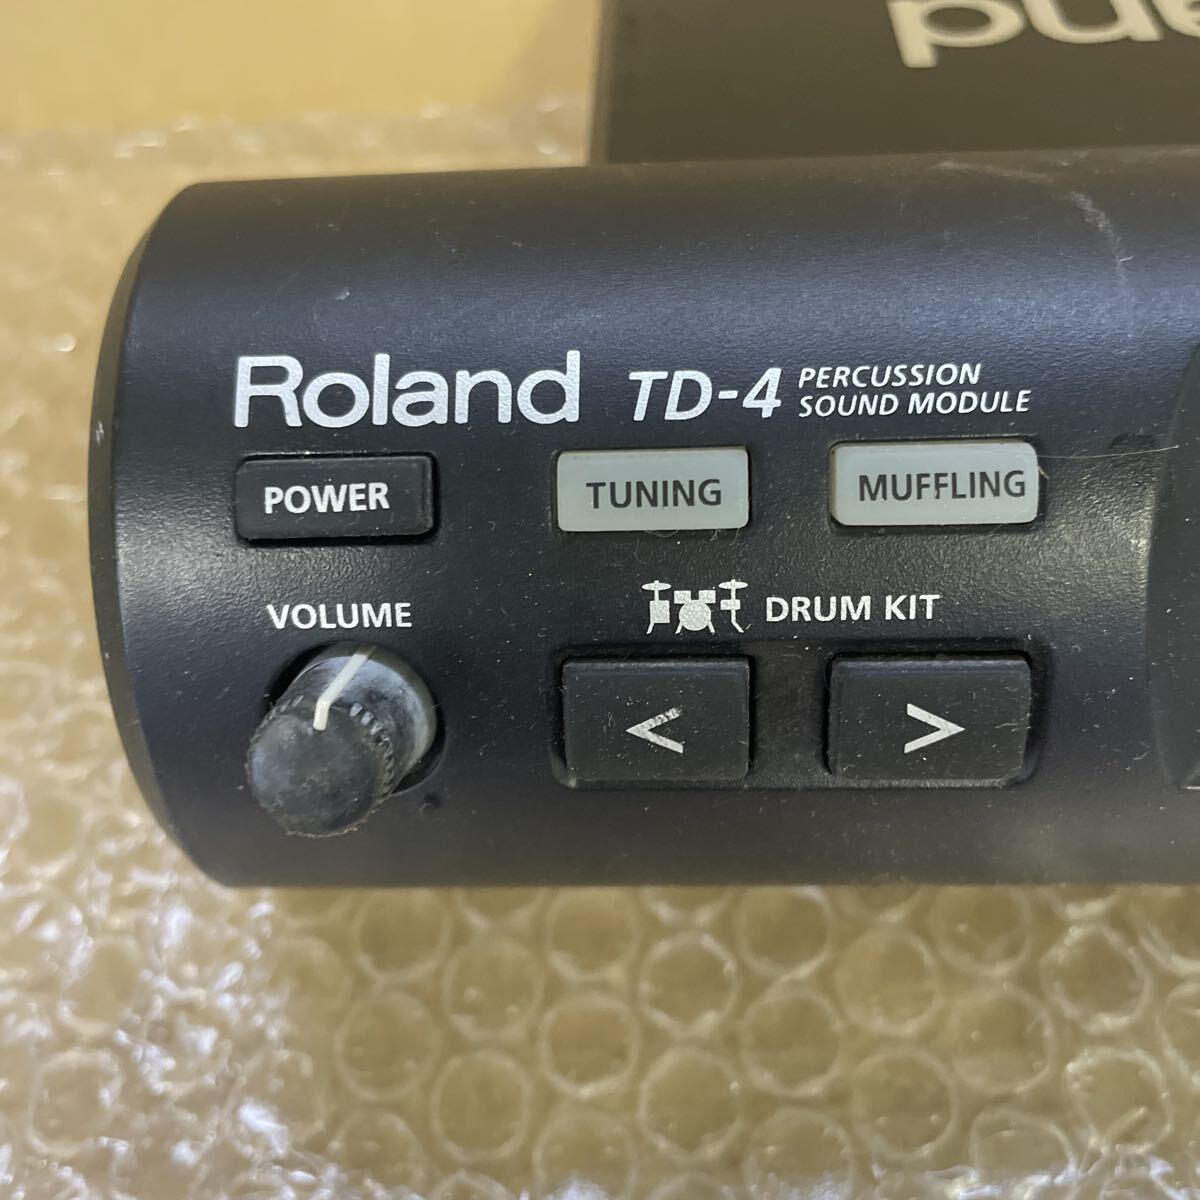 Roland TD-4 PERCUSSION
SOUND MODULE
POWER TUNING MUFFLING
VOLUME DRUM KIT
< >